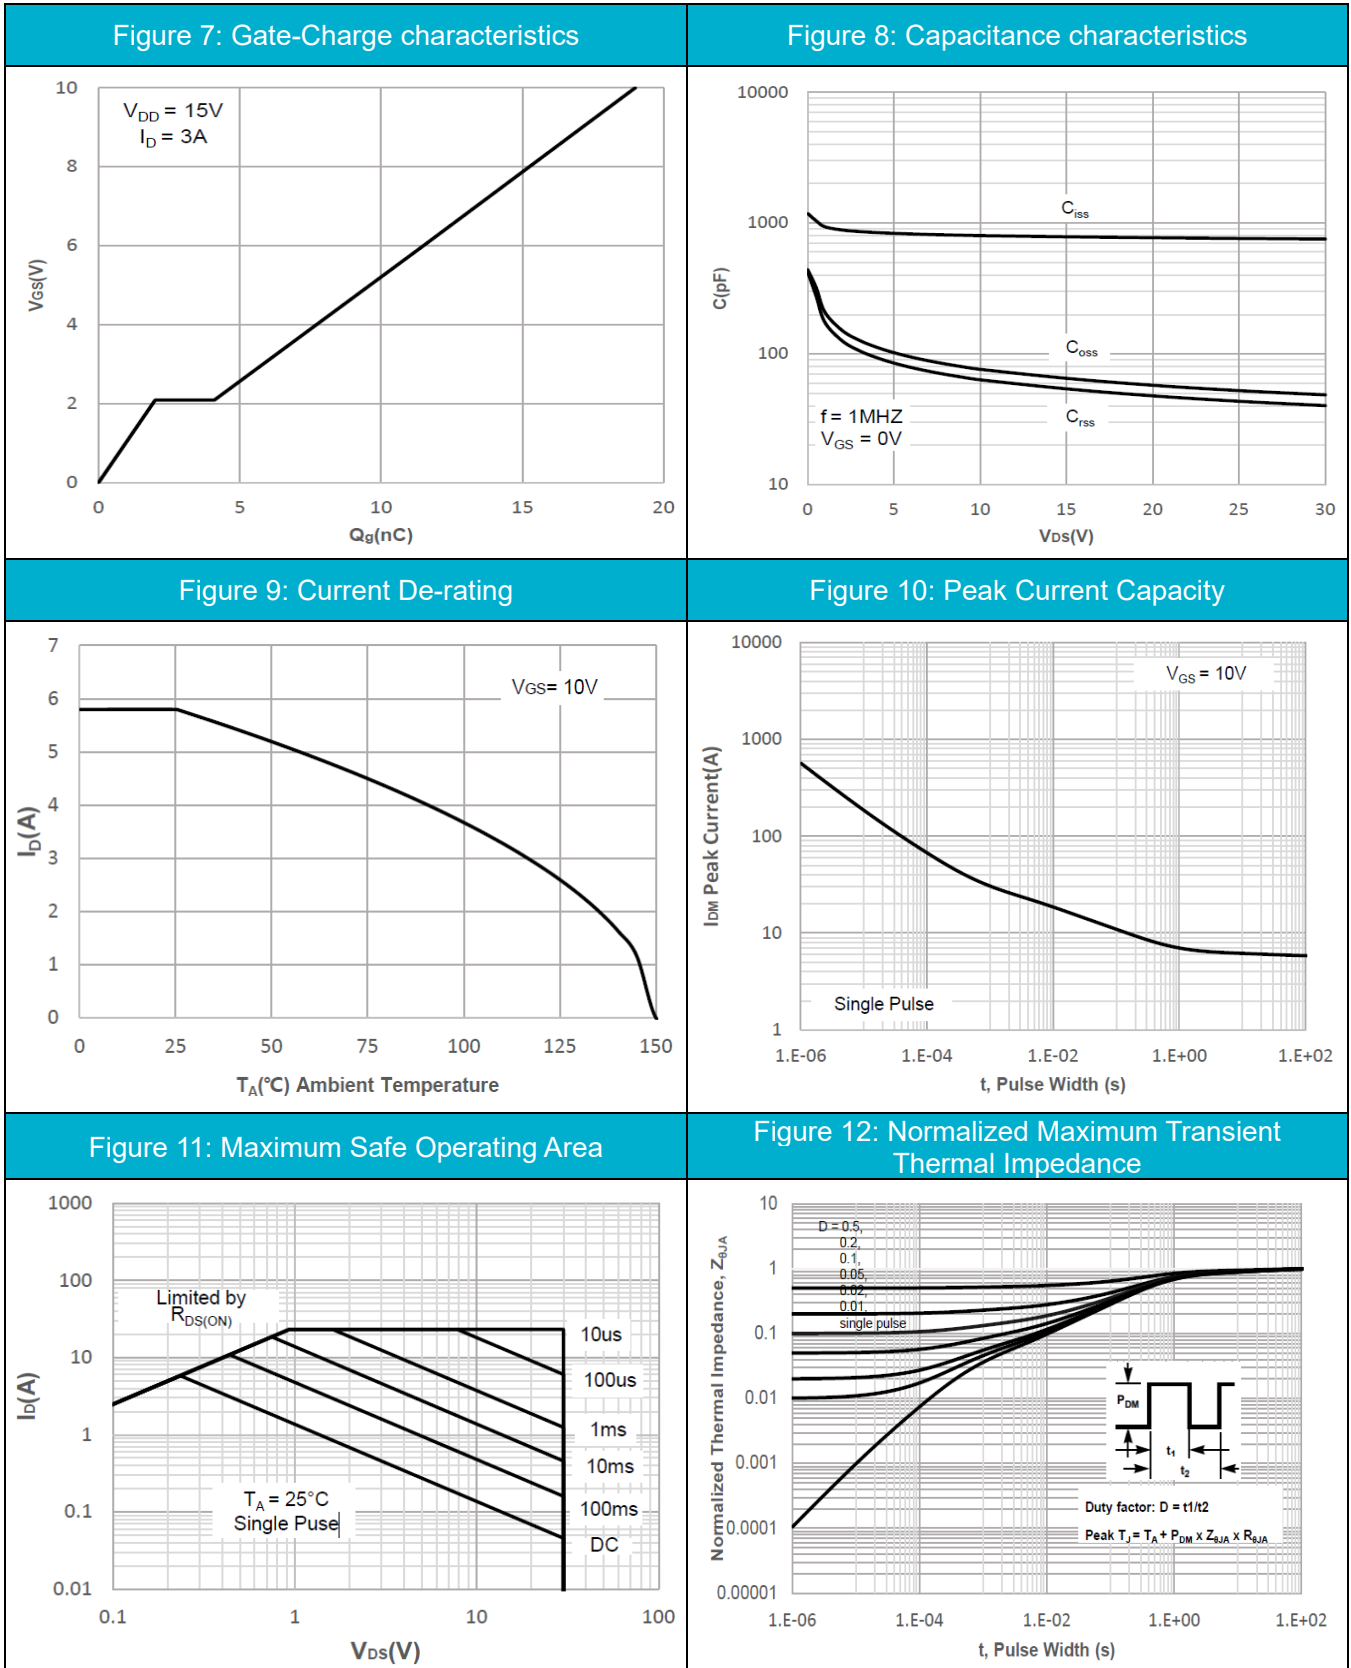 Figure 7: Gate-Charge characteristics
Figure 8: Capacitance characteristics
10
8
6
4
2
0
VGS(V)
VDD = 15V
ID = 3A
0 5 10 15 20
Qg(nC)
10000
1000
100
10
C(pF)
Ciss
Coss
Crss
f = 1MHZ
VGS = 0V
0 5 10 15 20 25 30
VDS(V)
Figure 9: Current De-rating
Figure 10: Peak Current Capacity
7
6
5
4
3
2
1
0
ID(A)
VGS= 10V
0 25 50 75 100 125 150
TA(℃) Ambient Temperature
10000
1000
100
10
1
IDM Peak Current(A)
VGS = 10V
Single Pulse
1.E-06 1.E-04 1.E-02 1.E+00 1.E+02
t, Pulse Width (s)
Figure 11: Maximum Safe Operating Area
Figure 12: Normalized Maximum Transient
Thermal Impedance
1000
100
10
1
0.1
0.01
ID(A)
Limited by
RDS(ON)
10us
100us
1ms
10ms
100ms
DC
TA = 25°C
Single Puse
0.1 1 10 100
VDS(V)
10
1
0.1
0.01
0.001
0.0001
0.00001
Normalized Thermal Impedance, ZθJA
D = 0.5,
0.2,
0.1,
0.05,
0.02,
0.01,
single pulse
PDM
t1
t2
Duty factor: D = t1/t2
Peak TJ = TA + PDM x ZθJA x RθJA
1.E-06 1.E-04 1.E-02 1.E+00 1.E+02
t, Pulse Width (s)